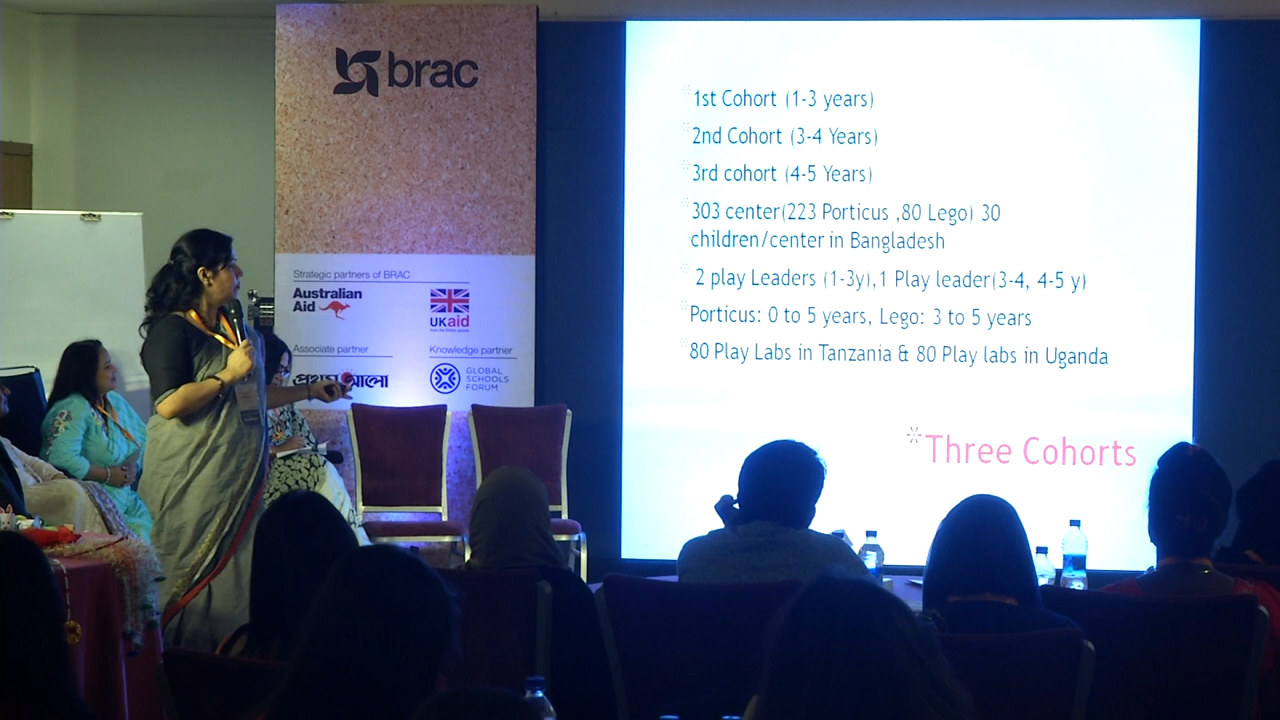 brac
Strategic partners of BRAC
Australian
Aid
UKaid
Associate partner
Knowledge partner
প্রথম আলো
GLOBAL
SCHOOLS
FORUM
*1st Cohort (1-3 years)
*2nd Cohort (3-4 Years)
*3rd cohort (4-5 Years)
*303 center(223 Porticus ,80 Lego) 30
children/center in Bangladesh
* 2 play Leaders (1-3y),1 Play leader(3-4, 4-5 y)
*Porticus: 0 to 5 years, Lego: 3 to 5 years
*80 Play Labs in Tanzania & 80 Play labs in Uganda
*Three Cohorts